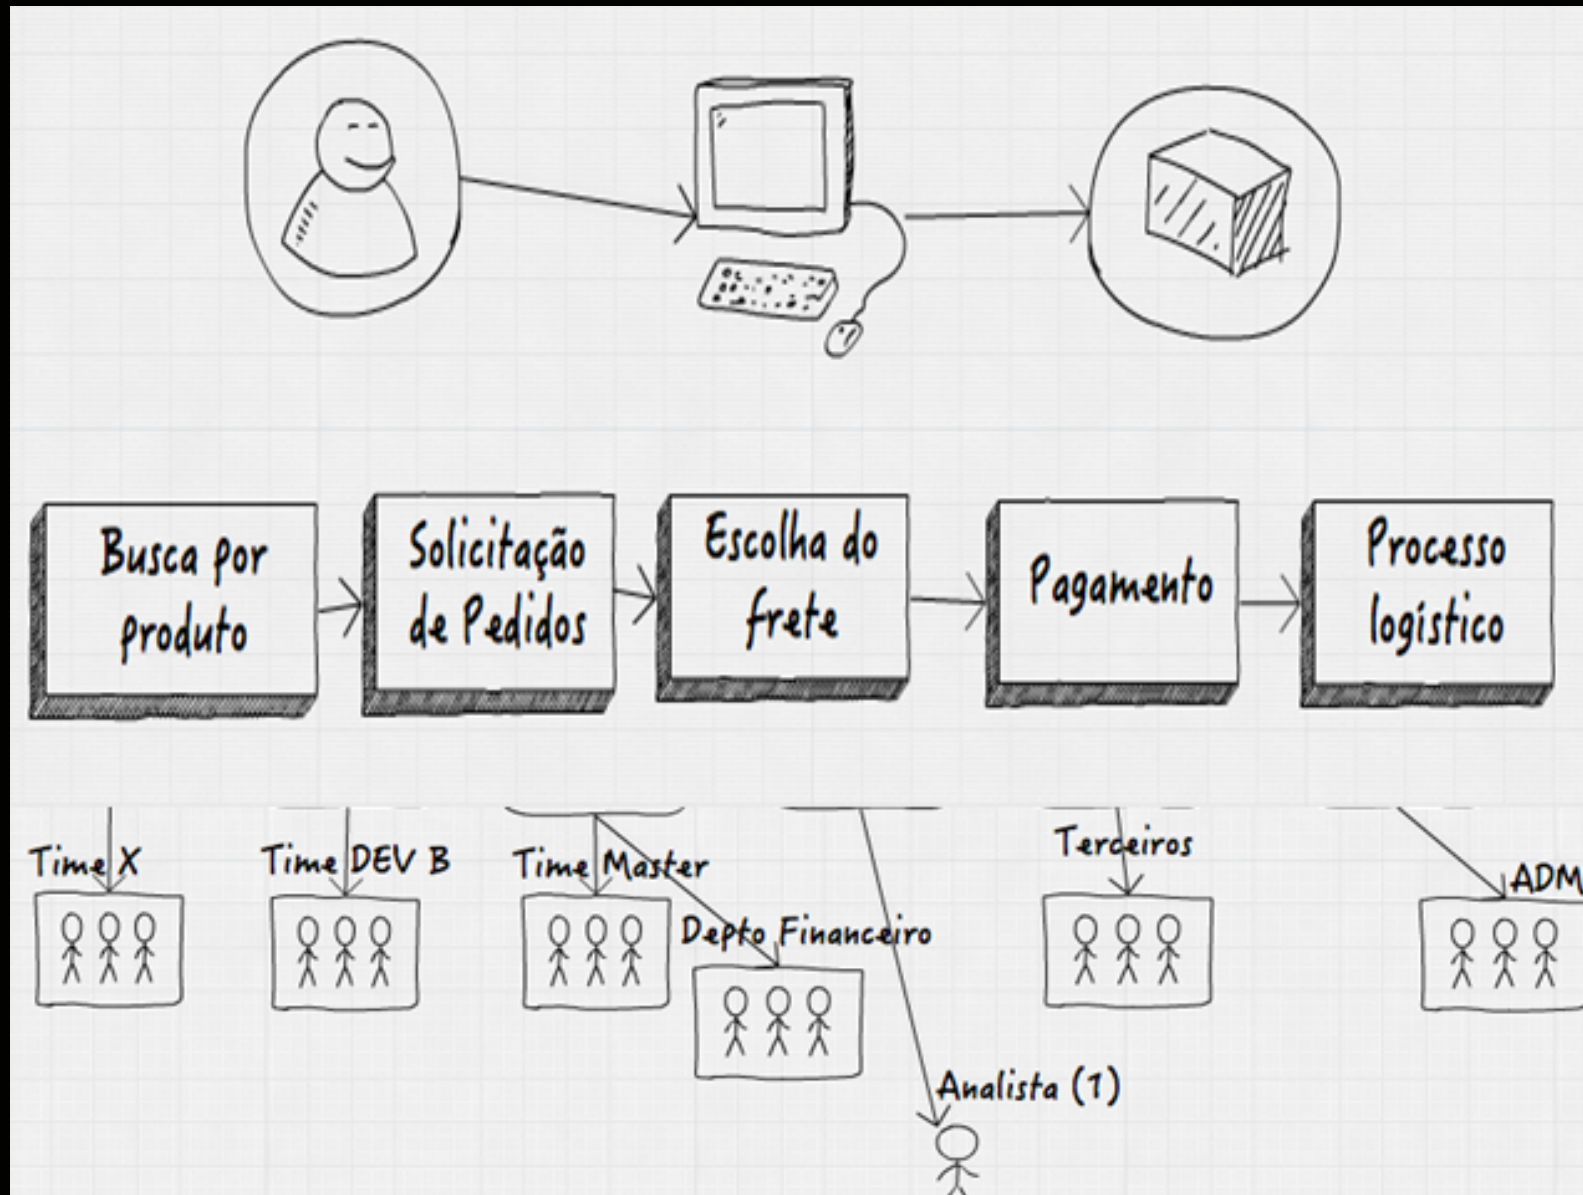 Busca por
produto
Solicitação
de Pedidos
Escolha do
frete
Pagamento
Processo
logístico
Time X
Time DEV B
Time Master
Depto Financeiro
Analista (1)
Terceiros
ADM